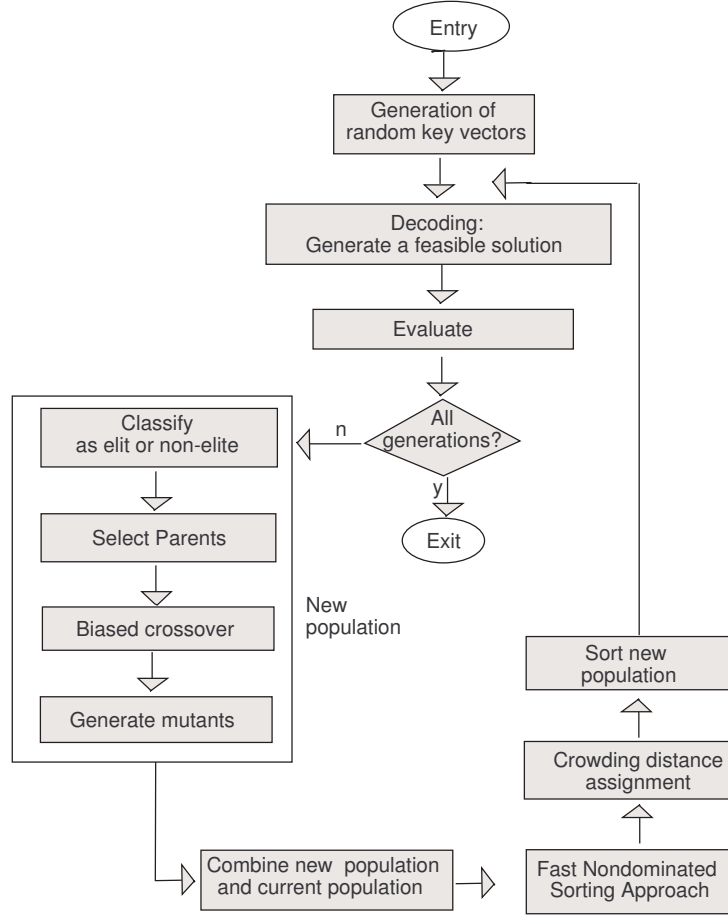 Entry
Generation of
random key vectors
Decoding:
Generate a feasible solution
Evaluate
All
generations?
n
y
Exit
Classify
as elit or non-elite
Select Parents
Biased crossover
Generate mutants
New
population
Combine new population
and current population
Fast Nondominated
Sorting Approach
Crowding distance
assignment
Sort new
population